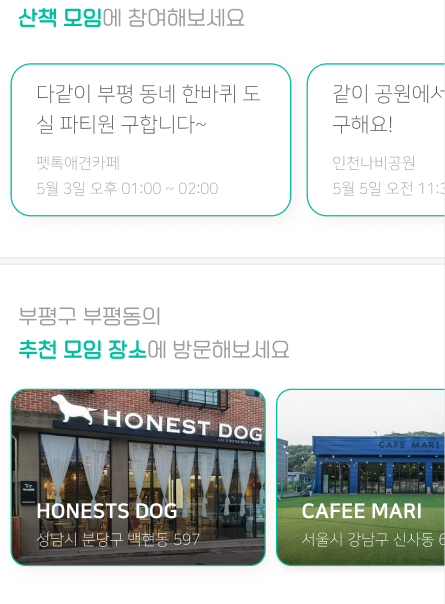 산책 모임에 참여해보세요
다같이 부평 동네 한바퀴 도
실 파티원 구합니다~
펫톡애견카페
5월 3일 오후 01:00 ~ 02:00
같이 공원에서
구해요!
인천나비공원
5월 5일 오전 11:3
부평구 부평동의
추천 모임 장소에 방문해보세요
HONEST DOG
HONESTS DOG
성남시 분당구 백현동 597
CAFE MARI
CAFEE MARI
서울시 강남구 신사동 6